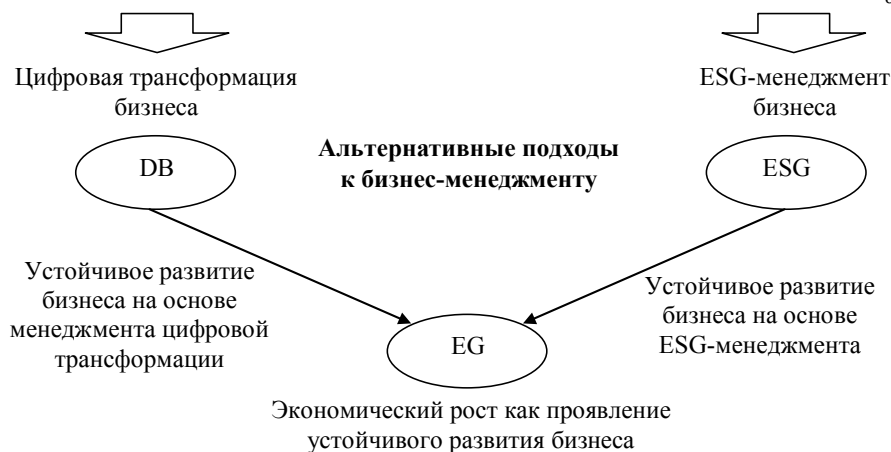 Цифровая трансформация
бизнеса
ESG-менеджмент
бизнеса
DB
Альтернативные подходы
к бизнес-менеджменту
ESG
Устойчивое развитие
бизнеса на основе
менеджмента цифровой
трансформации
Устойчивое развитие
бизнеса на основе
ESG-менеджмента
EG
Экономический рост как проявление
устойчивого развития бизнеса